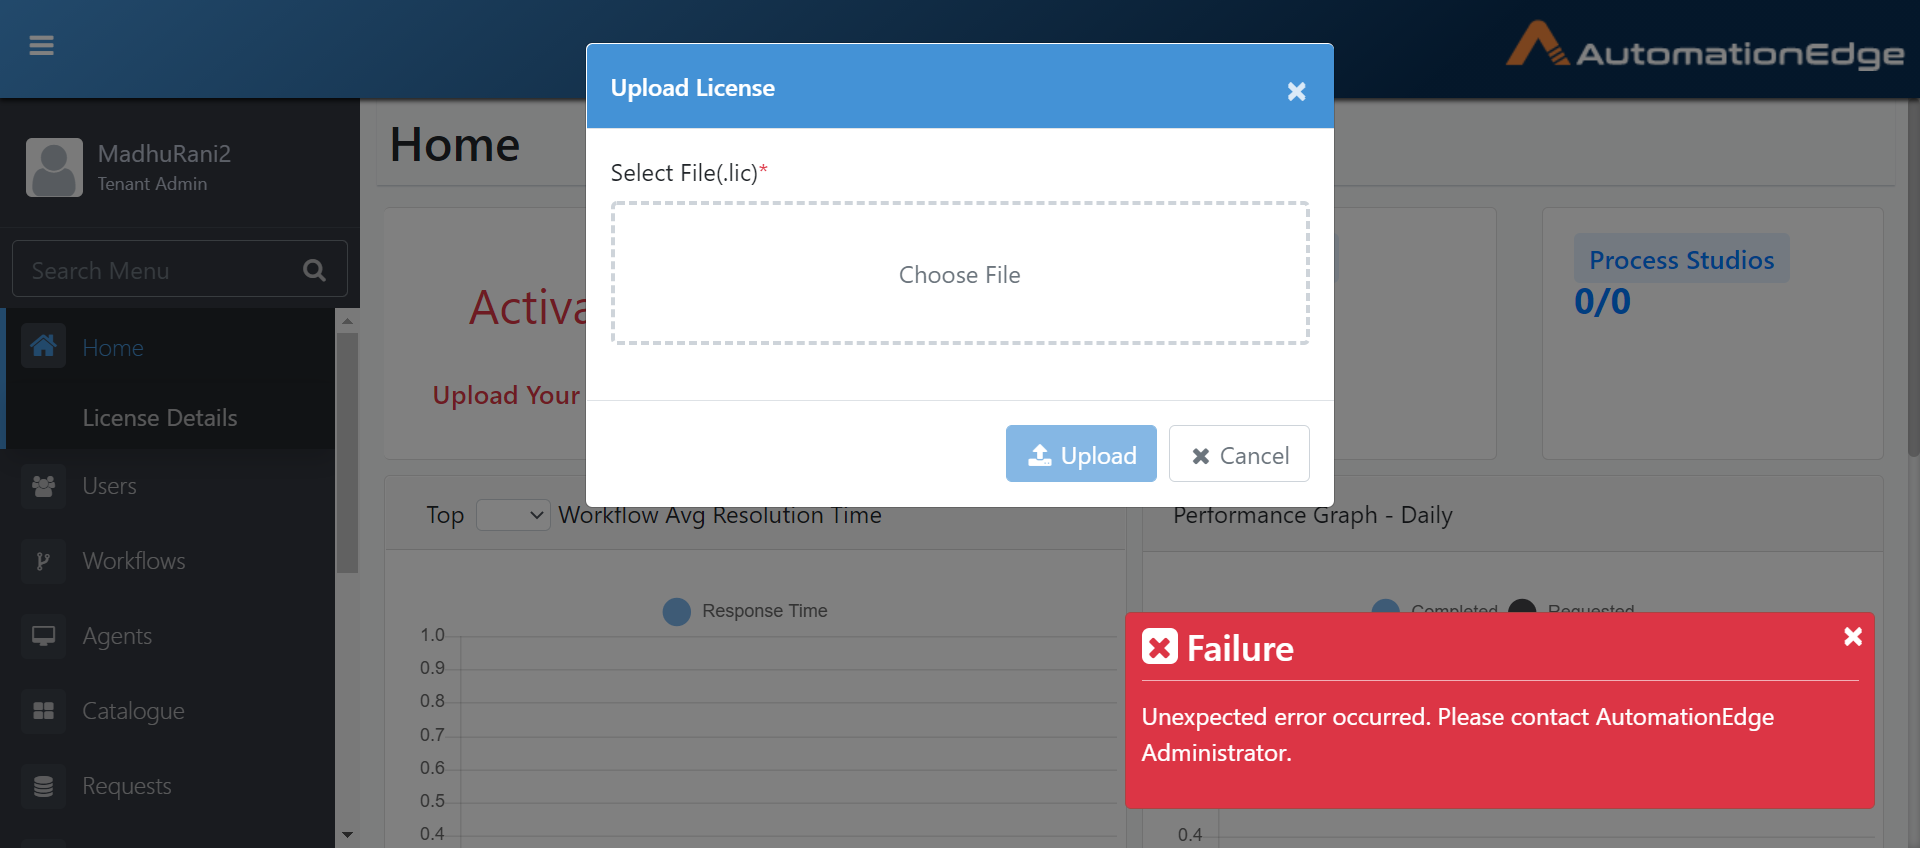 AutomationEdge
Upload License
MadhuRani2
Tenant Admin
Home
Select File(.lic)*
Choose File
Search Menu
Process Studios
0/0
Home
License Details
Upload Your
Upload
Cancel
Users
Top
Workflow Avg Resolution Time
Performance Graph - Daily
Workflows
Response Time
Completed
Requested
Agents
1.0
0.9
0.8
0.7
0.6
0.5
0.4
Failure
Unexpected error occurred. Please contact AutomationEdge
Administrator.
0.4
Catalogue
Requests